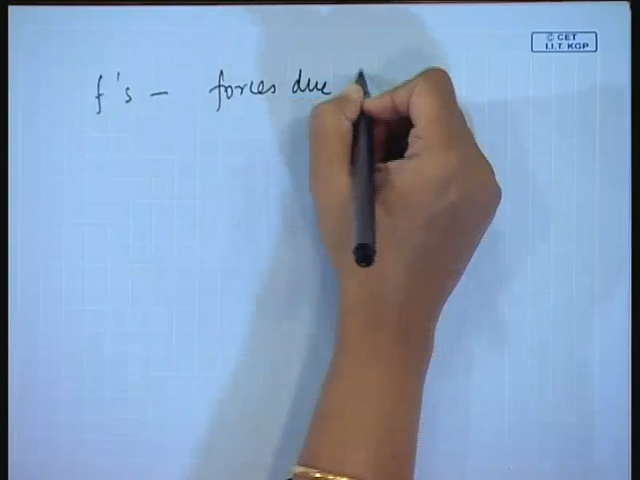 © CET
I.I.T. KGP
f's – forces due